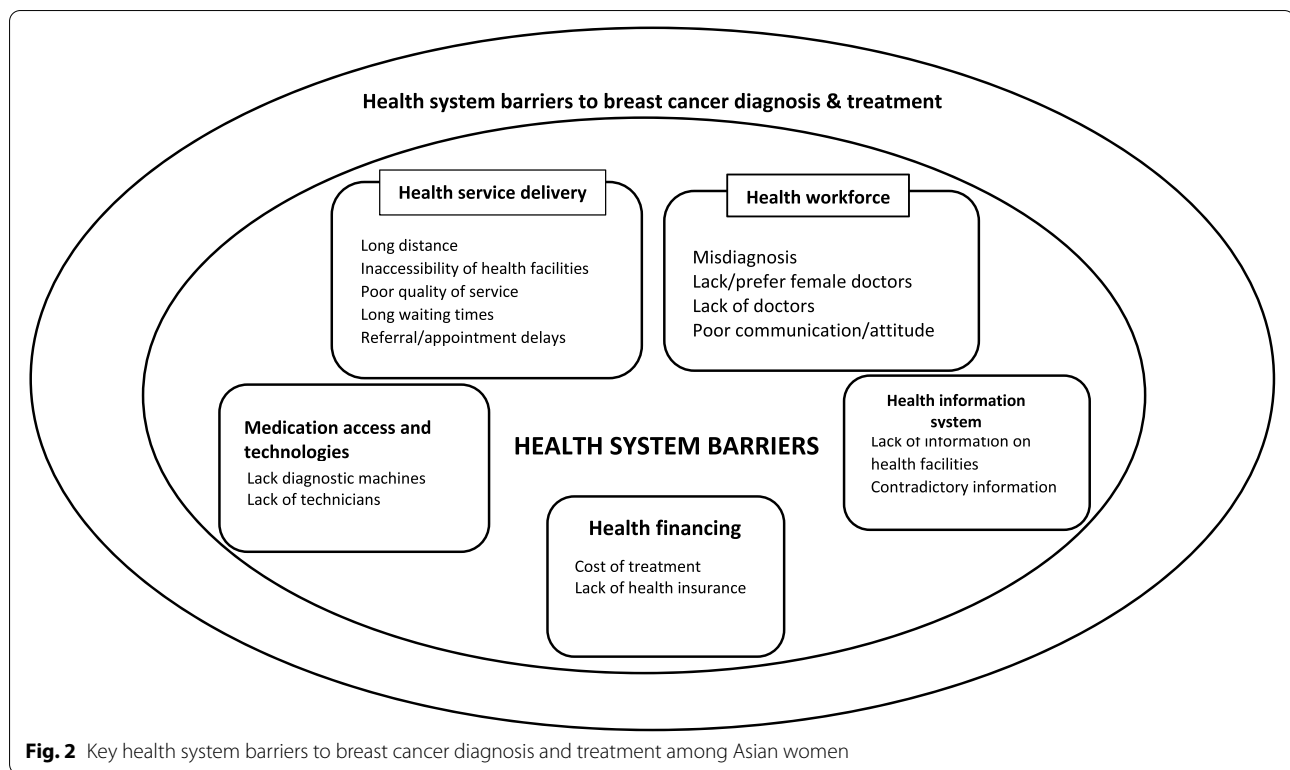 Health system barriers to breast cancer diagnosis & treatment
Health service delivery
Long distance
Inaccessibility of health facilities
Poor quality of service
Long waiting times
Referral/appointment delays
Health workforce
Misdiagnosis
Lack/prefer female doctors
Lack of doctors
Poor communication/attitude
Medication access and
technologies
Lack diagnostic machines
Lack of technicians
HEALTH SYSTEM BARRIERS
Health information
system
Lack of information on
health facilities
Contradictory information
Health financing
Cost of treatment
Lack of health insurance
Fig. 2 Key health system barriers to breast cancer diagnosis and treatment among Asian women